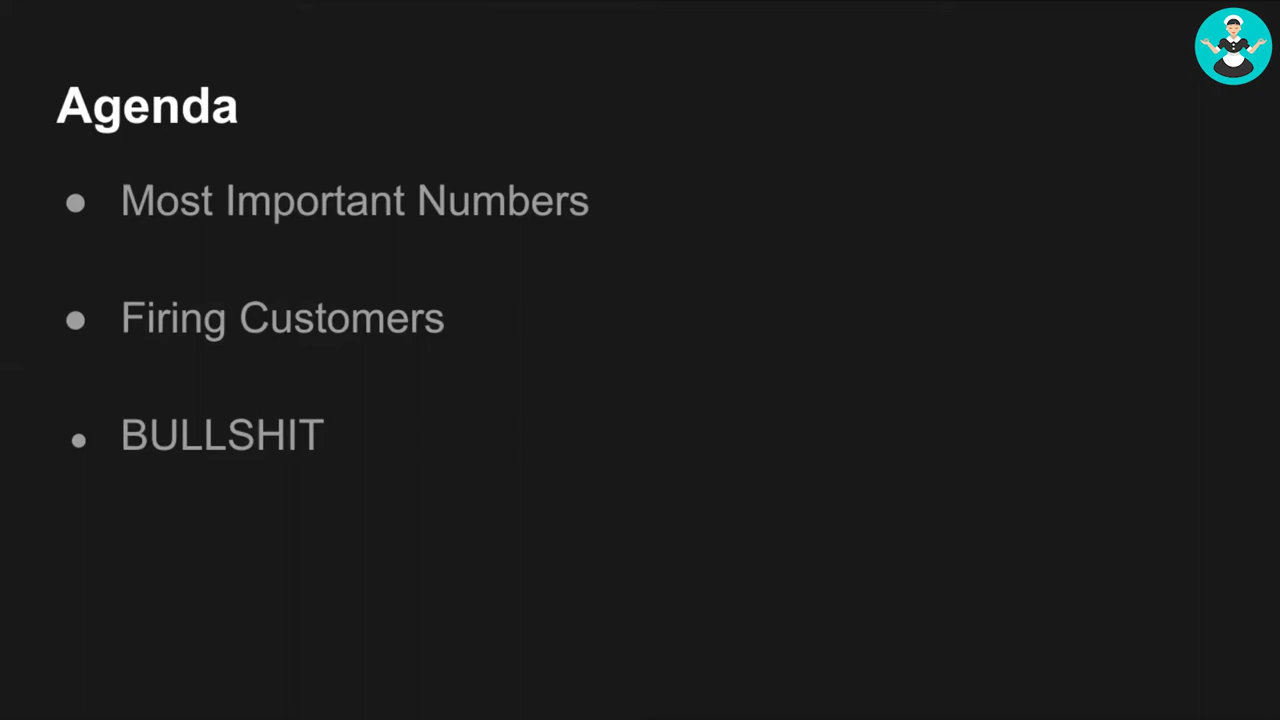 Agenda
● Most Important Numbers
● Firing Customers
● BULLSHIT